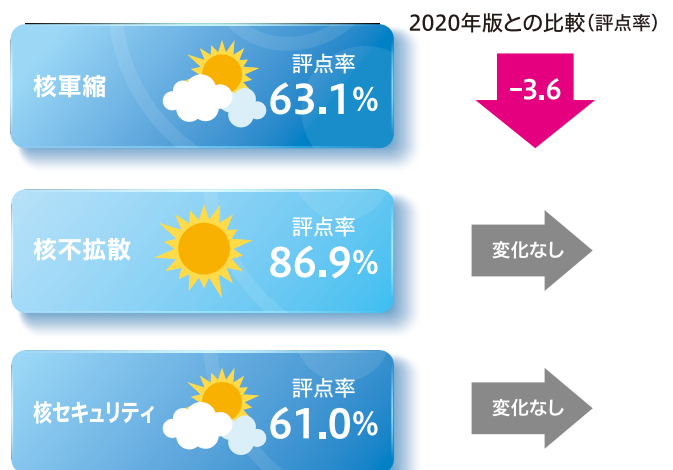 2020年版との比較（評点率）
核軍縮
評点率
63.1%
-3.6
核不拡散
評点率
86.9%
変化なし
核セキュリティ
評点率
61.0%
変化なし